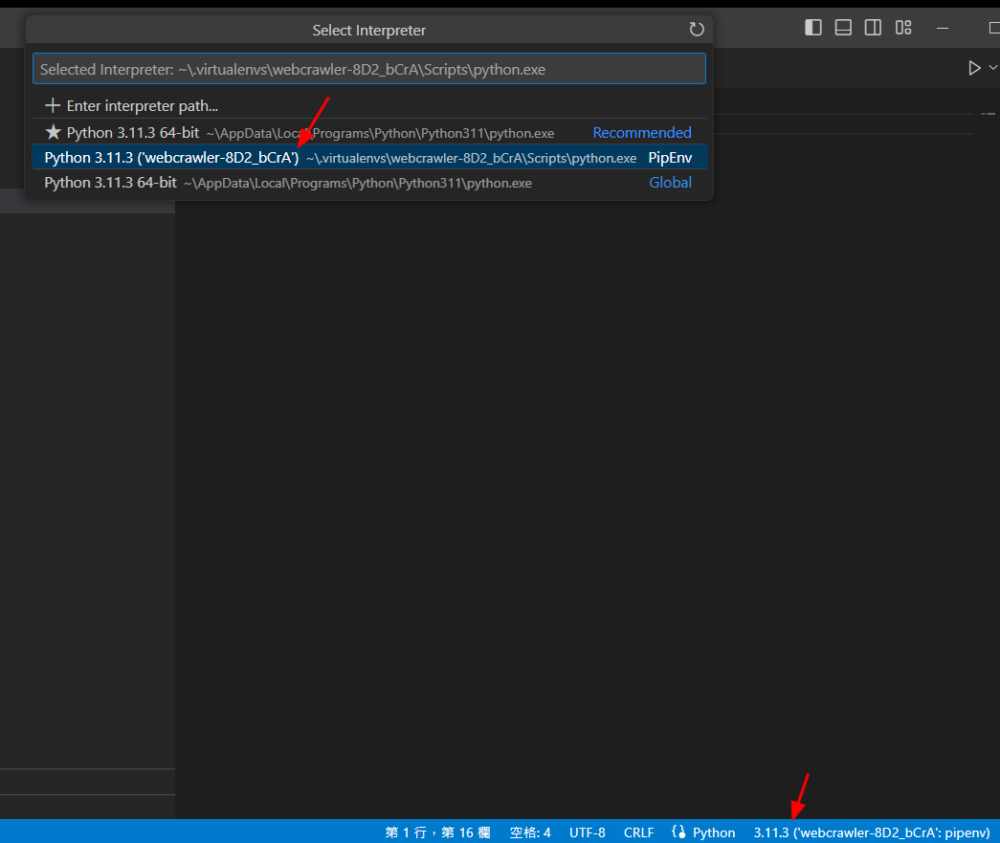 Select Interpreter
Selected Interpreter: ~\.virtualenvs\webcrawler-8D2_bCrA\Scripts\python.exe
Enter interpreter path...
Python 3.11.3 64-bit ~\AppData\Local\Programs\Python\Python311\python.exe Recommended
Python 3.11.3 ('webcrawler-8D2_bCrA') ~\.virtualenvs\webcrawler-8D2_bCrA\Scripts\python.exe PipEnv
Python 3.11.3 64-bit ~\AppData\Local\Programs\Python\Python311\python.exe Global
第 1 行,第 16 欄 空格: 4 UTF-8 CRLF Python 3.11.3 ('webcrawler-8D2_bCrA': pipenv)